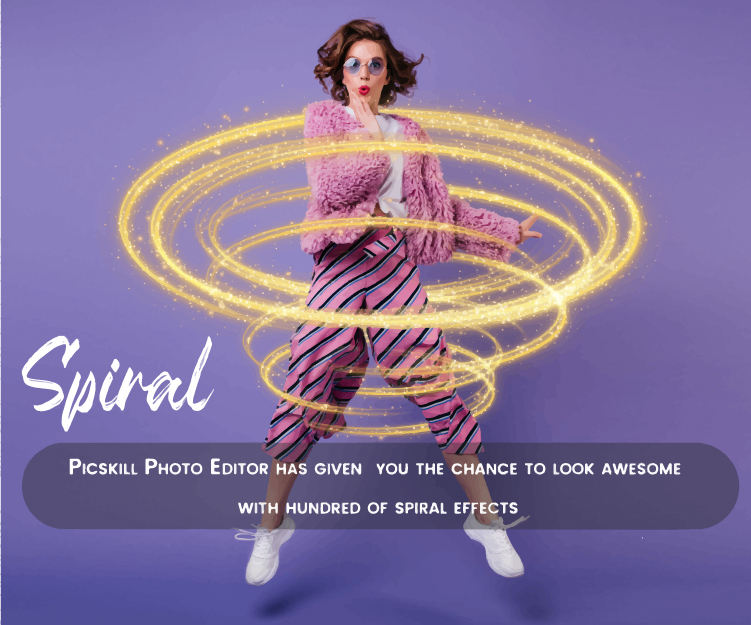 Spiral
Picskill Photo Editor has given you the chance to look awesome
with hundred of spiral effects